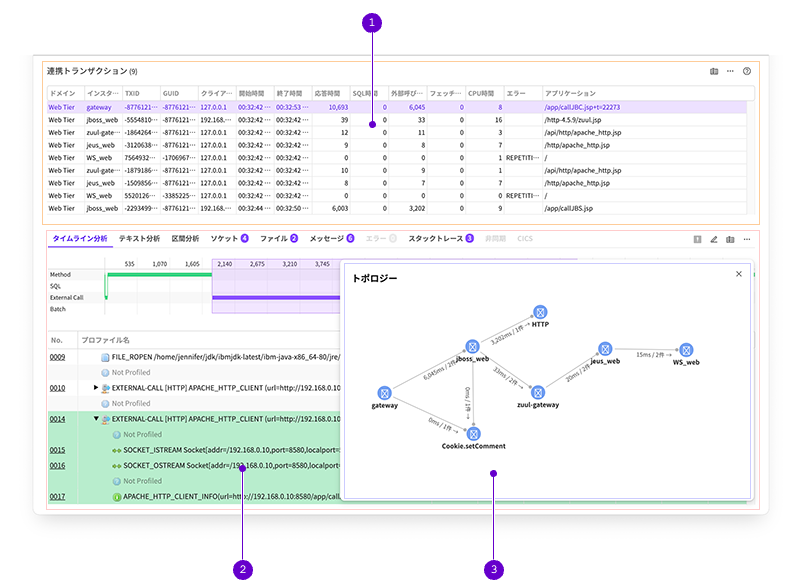 1
連携トランザクション (9)
ドメイン インスタ… TXID GUID クライア… 開始時間 終了時間 応答時間 SQL時間 外部呼び… フェッチ… CPU時間 エラー アプリケーション
Web Tier gateway -8776121… -8776121… 127.0.0.1 00:32:42 … 00:32:53 … 10,693 0 6,045 0 8 /app/callJBC.jsp+t=22273
Web Tier jboss_web -5554810… -8776121… 192.168.… 00:32:42 … 00:32:42 … 39 0 33 0 16 /http-4.5.9/zuul.jsp
Web Tier zuul-gate… -1864264… -8776121… 127.0.0.1 00:32:42 … 00:32:42 … 12 0 11 0 3 /api/http/apache_http.jsp
Web Tier jeus_web -3120638… -8776121… 127.0.0.1 00:32:42 … 00:32:42 … 9 0 8 0 7 /http/apache_http.jsp
Web Tier WS_web 7564932… -1706967… 127.0.0.1 00:32:42 … 00:32:42 … 0 0 0 0 1 REPETITI… /
Web Tier zuul-gate… -1879186… -8776121… 127.0.0.1 00:32:42 … 00:32:42 … 10 0 9 0 1 /api/http/apache_http.jsp
Web Tier jeus_web -1509856… -8776121… 127.0.0.1 00:32:42 … 00:32:42 … 8 0 7 0 7 /http/apache_http.jsp
Web Tier WS_web 5520126… -3385225… 127.0.0.1 00:32:42 … 00:32:42 … 0 0 0 0 0 REPETITI… /
Web Tier jboss_web -2293499… -8776121… 192.168.… 00:32:44 … 00:32:50 … 6,003 0 3,202 0 9 /app/callJBS.jsp
タイムライン分析 テキスト分析 区間分析 ソケット 4 ファイル 2 メッセージ 6 エラー 0 スタックトレース 3 非同期 CICS
535 1,070 1,605 2,140 2,675 3,210 3,745
Method
SQL
External Call
Batch
No. プロファイル名
0009 FILE_ROPEN /home/jennifer/jdk/ibmjdk-latest/ibm-java-x86_64-80/jre/
Not Profiled
0010 EXTERNAL-CALL [HTTP] APACHE_HTTP_CLIENT (url=http://192.168.0.10
Not Profiled
0014 EXTERNAL-CALL [HTTP] APACHE_HTTP_CLIENT (url=http://192.168.0.10
Not Profiled
0015 SOCKET_ISTREAM Socket[addr=/192.168.0.10,port=8580,localport=
0016 SOCKET_OSTREAM Socket[addr=/192.168.0.10,port=8580,localport
Not Profiled
0017 APACHE_HTTP_CLIENT_INFO(url=http://192.168.0.10:8580/app/call
トポロジー
HTTP
3,202ms / 1件 →
jboss_web
jeus_web
15ms / 2件 →
WS_web
6,045ms / 2件
33ms / 2件 →
20ms / 2件 →
gateway
0ms / 1件 →
zuul-gateway
0ms / 1件 →
Cookie.setComment
2
3